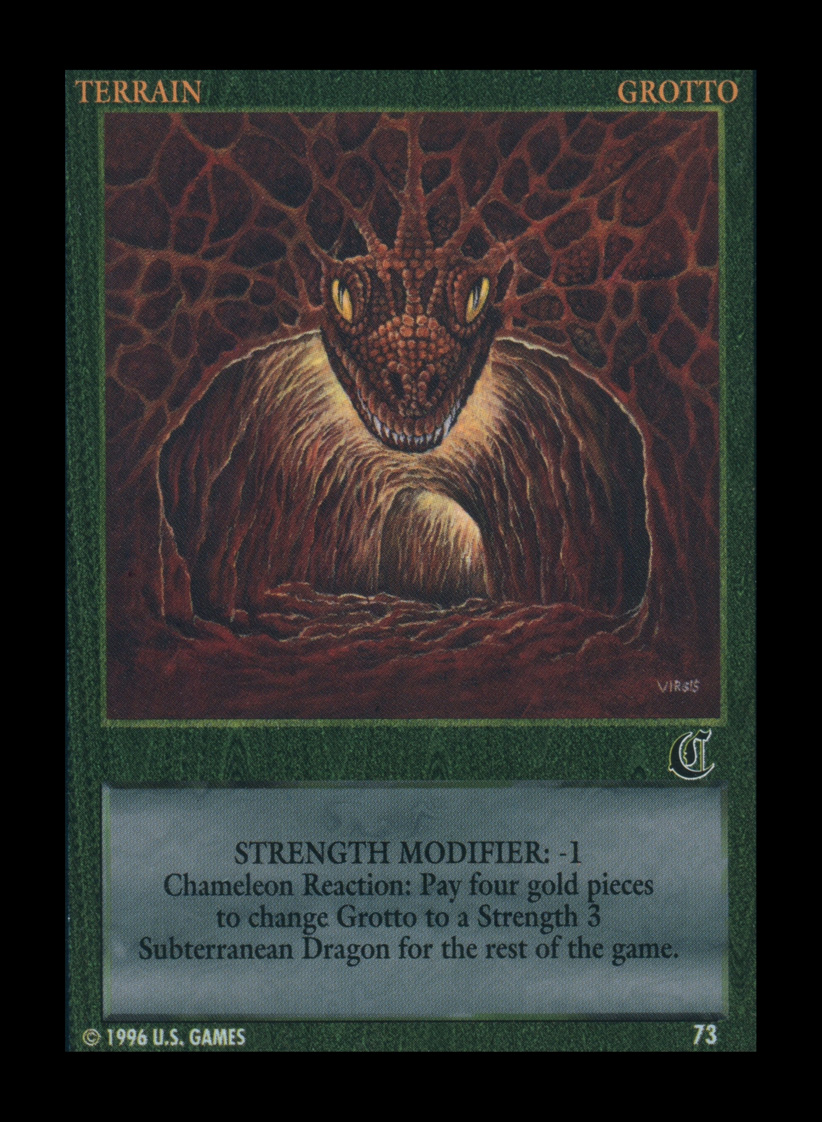 TERRAIN GROTTO
VIRGIS
C
STRENGTH MODIFIER: -1
Chameleon Reaction: Pay four gold pieces
to change Grotto to a Strength 3
Subterranean Dragon for the rest of the game.
© 1996 U.S. GAMES 73